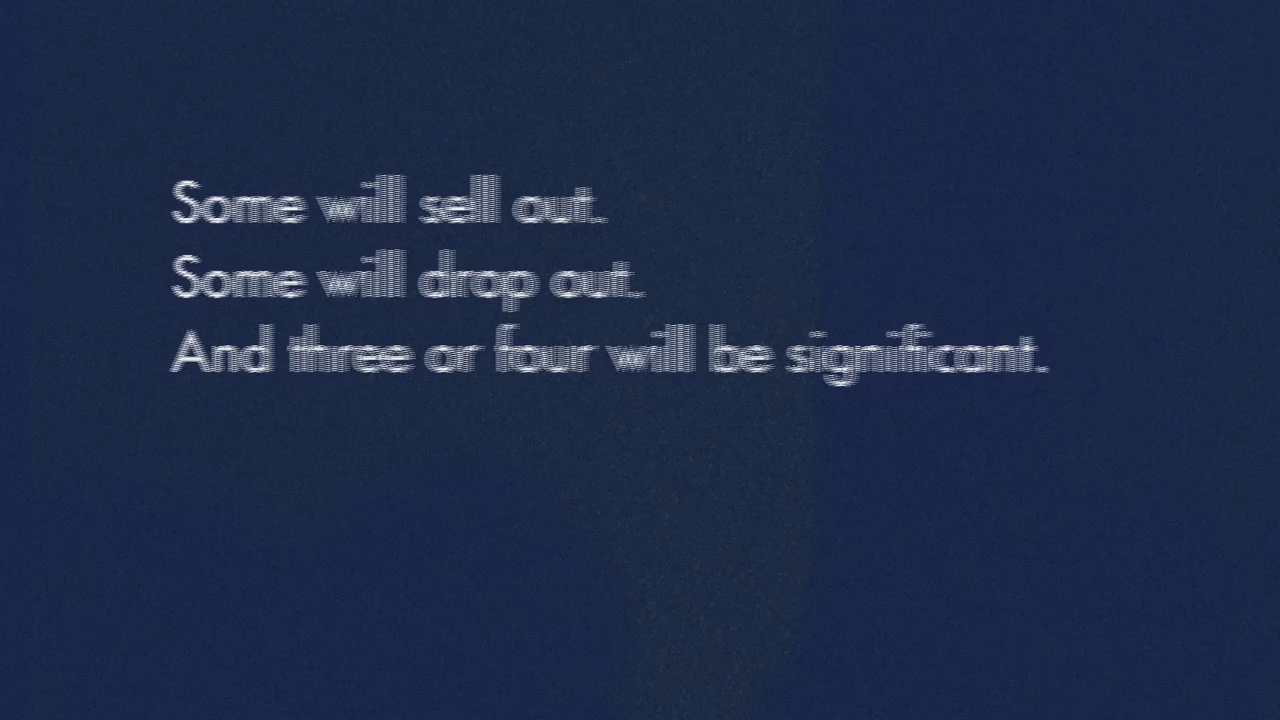 Some will sell out.
Some will drop out.
And three or four will be significant.